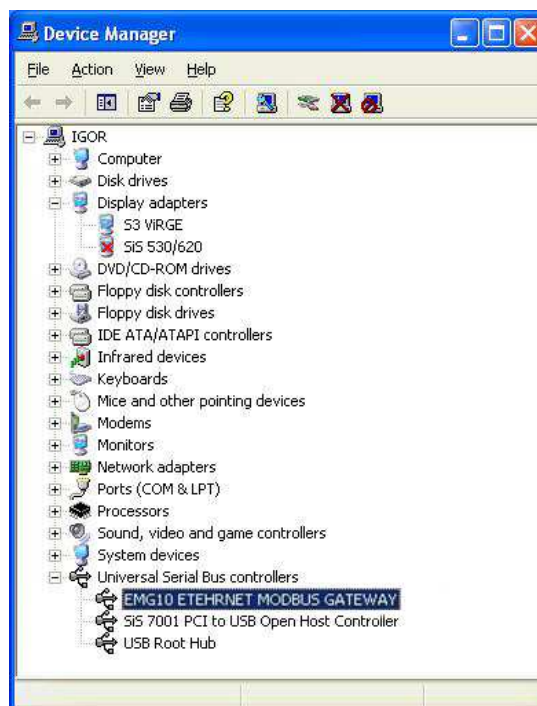 Device Manager
File Action View Help
IGOR
Computer
Disk drives
Display adapters
S3 ViRGE
SiS 530/620
DVD/CD-ROM drives
Floppy disk controllers
Floppy disk drives
IDE ATA/ATAPI controllers
Infrared devices
Keyboards
Mice and other pointing devices
Modems
Monitors
Network adapters
Ports (COM & LPT)
Processors
Sound, video and game controllers
System devices
Universal Serial Bus controllers
EMG10 ETEHRNET MODBUS GATEWAY
SiS 7001 PCI to USB Open Host Controller
USB Root Hub